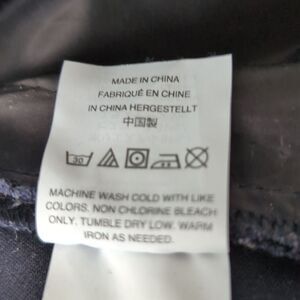 MADE IN CHINA
FABRIQUÉ EN CHINE
IN CHINA HERGESTELLT
中国製
30
MACHINE WASH COLD WITH LIKE
COLORS. NON CHLORINE BLEACH
ONLY. TUMBLE DRY LOW. WARM
IRON AS NEEDED.